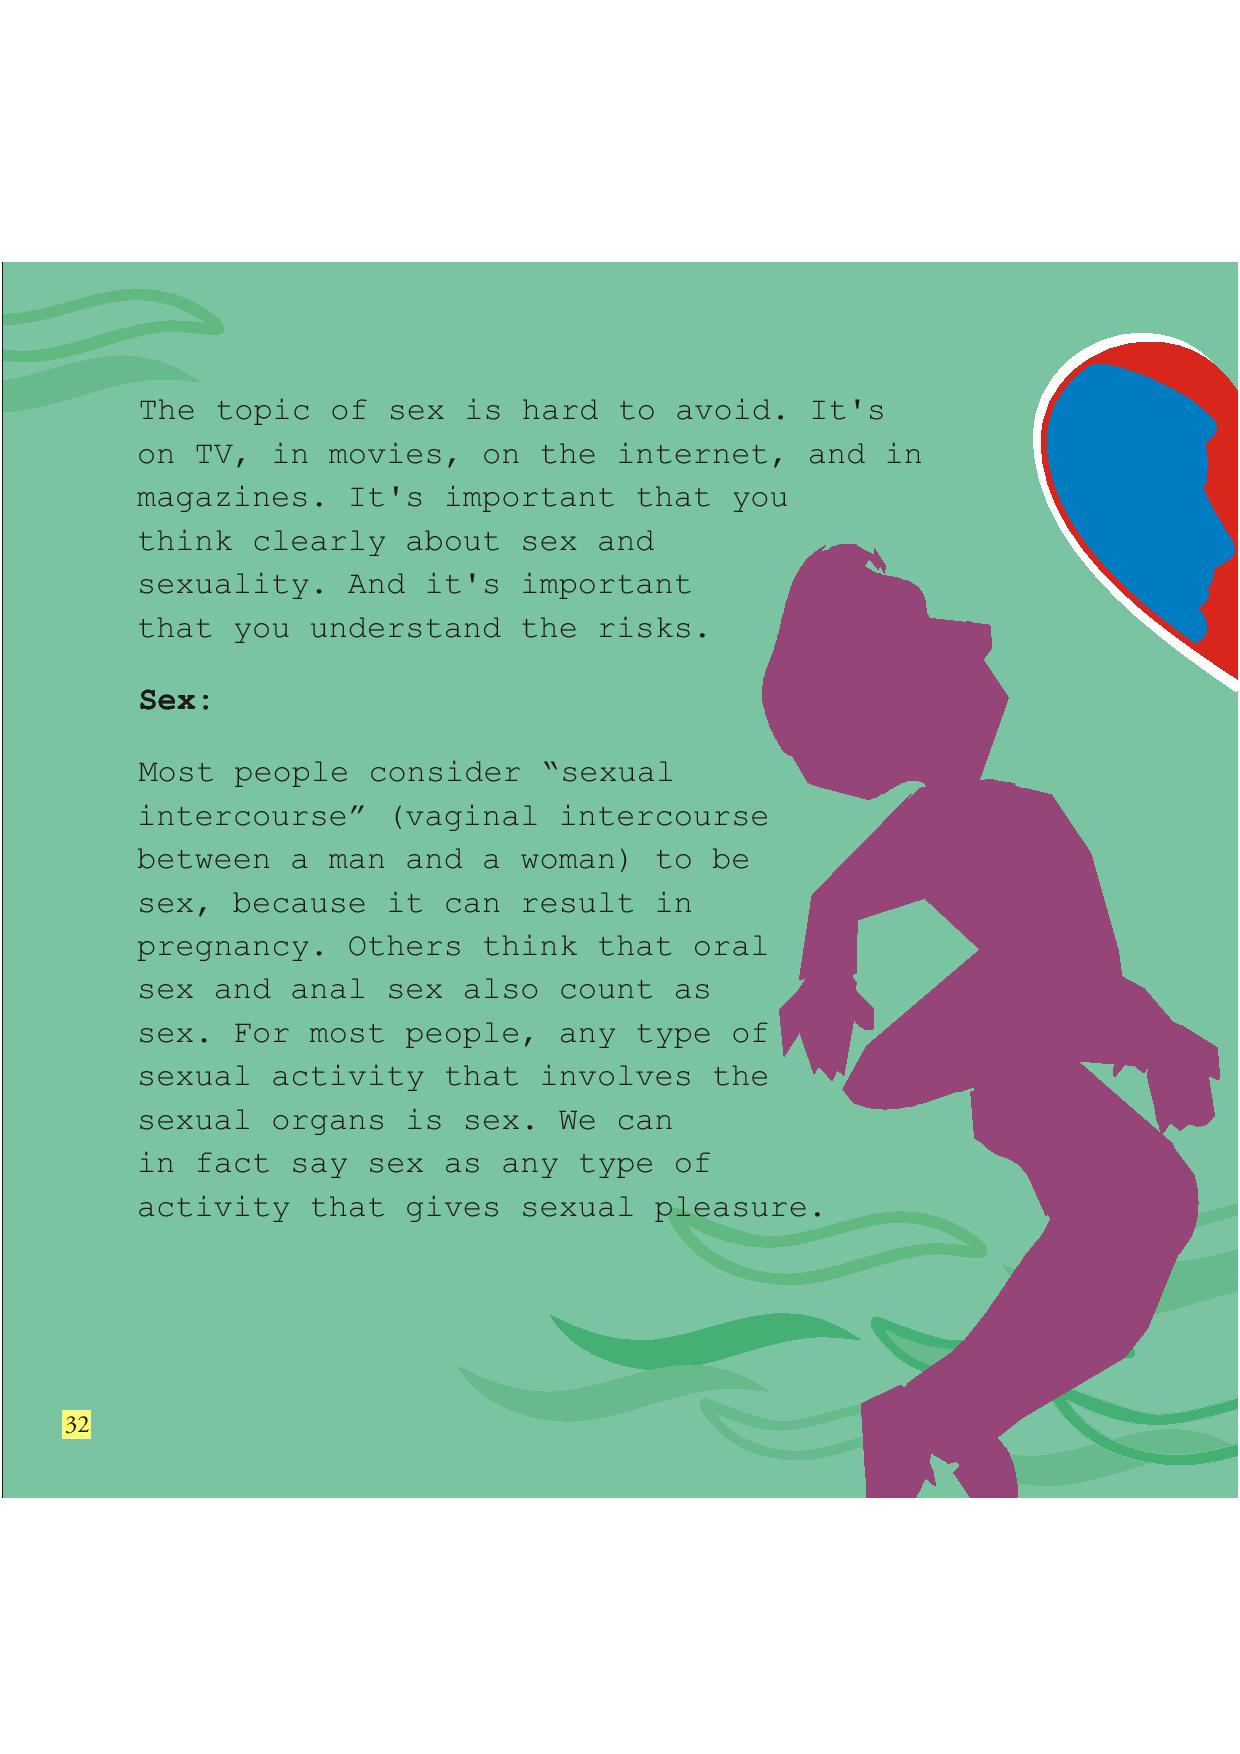 The topic of sex is hard to avoid. It's
on TV, in movies, on the internet, and in
magazines. It's important that you
think clearly about sex and
sexuality. And it's important
that you understand the risks.
Sex:
Most people consider “sexual
intercourse” (vaginal intercourse
between a man and a woman) to be
sex, because it can result in
pregnancy. Others think that oral
sex and anal sex also count as
sex. For most people, any type of
sexual activity that involves the
sexual organs is sex. We can
in fact say sex as any type of
activity that gives sexual pleasure.
32